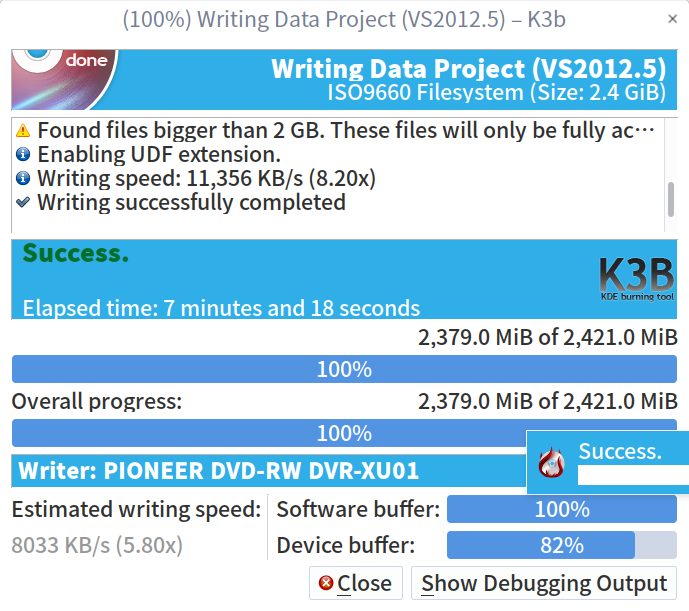 (100%) Writing Data Project (VS2012.5) – K3b
done
Writing Data Project (VS2012.5)
ISO9660 Filesystem (Size: 2.4 GiB)
Found files bigger than 2 GB. These files will only be fully ac⋯
Enabling UDF extension.
Writing speed: 11,356 KB/s (8.20x)
Writing successfully completed
Success.
K3B
KDE burning tool
Elapsed time: 7 minutes and 18 seconds
2,379.0 MiB of 2,421.0 MiB
100%
Overall progress: 2,379.0 MiB of 2,421.0 MiB
100%
Success.
Writer: PIONEER DVD-RW DVR-XU01
Estimated writing speed: Software buffer: 100%
8033 KB/s (5.80x) Device buffer: 82%
Close Show Debugging Output